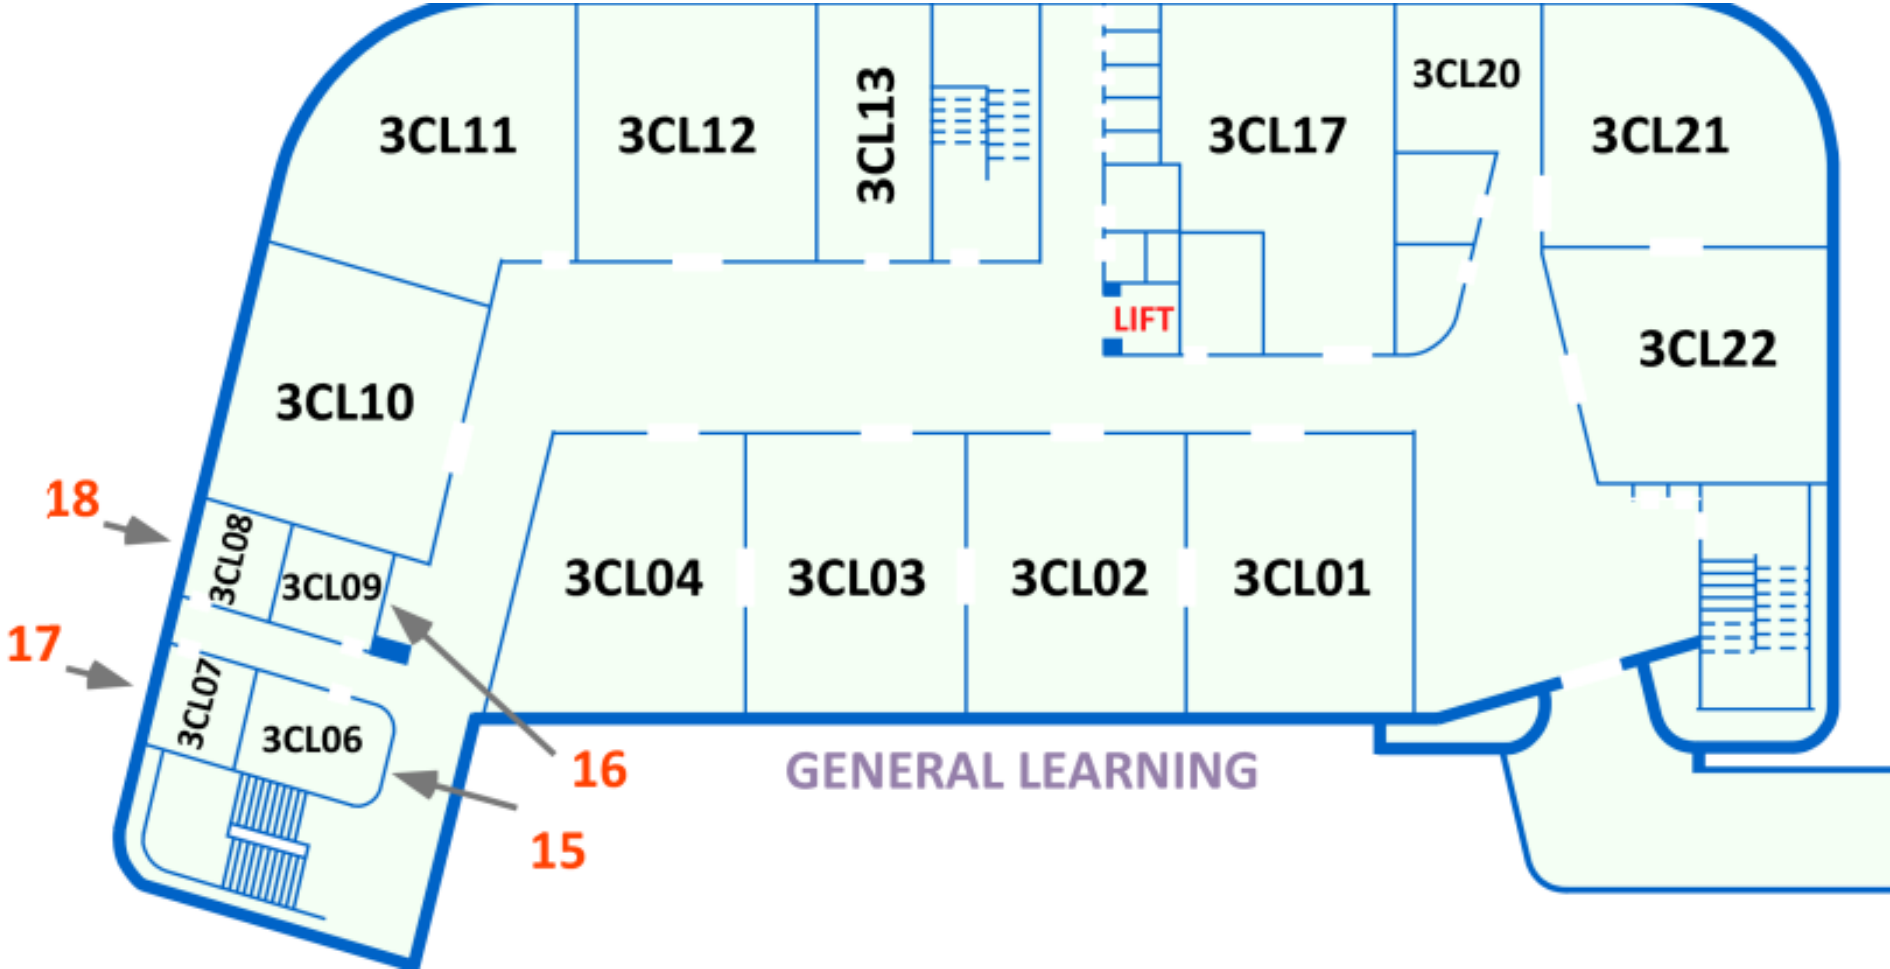 3CL20
3CL11
3CL12
3CL13
3CL17
3CL21
LIFT
3CL22
3CL10
18
3CL08
3CL09
3CL04
3CL03
3CL02
3CL01
17
3CL07
3CL06
16
GENERAL LEARNING
15